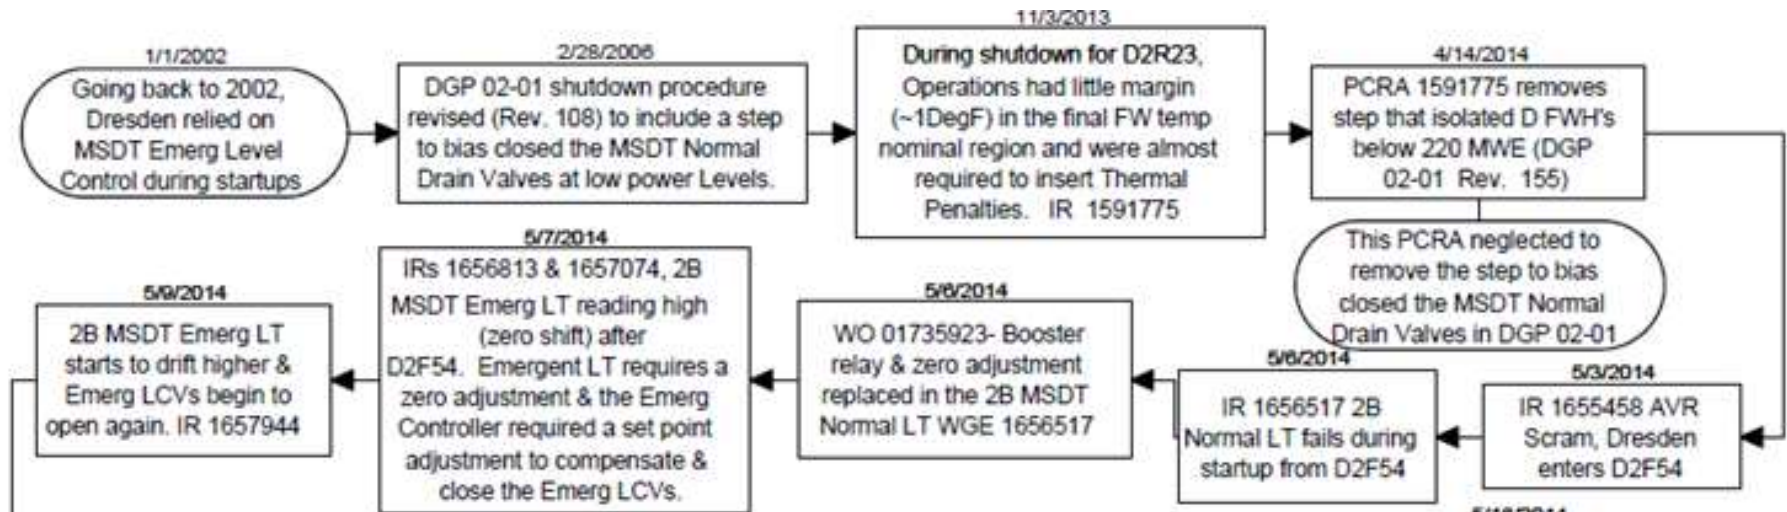 1/1/2002
Going back to 2002,
Dresden relied on
MSDT Emerg Level
Control during startups
2/28/2006
DGP 02-01 shutdown procedure
revised (Rev. 108) to include a step
to bias closed the MSDT Normal
Drain Valves at low power Levels.
11/3/2013
During shutdown for D2R23,
Operations had little margin
(~1DegF) in the final FW temp
nominal region and were almost
required to insert Thermal
Penalties. IR 1591775
4/14/2014
PCRA 1591775 removes
step that isolated D FWH's
below 220 MWE (DGP
02-01 Rev. 155)
This PCRA neglected to
remove the step to bias
closed the MSDT Normal
Drain Valves in DGP 02-01
5/3/2014
IR 1655458 AVR
Scram, Dresden
enters D2F54
5/6/2014
IR 1656517 2B
Normal LT fails during
startup from D2F54
5/6/2014
WO 01735923- Booster
relay & zero adjustment
replaced in the 2B MSDT
Normal LT WGE 1656517
5/7/2014
IRs 1656813 & 1657074, 2B
MSDT Emerg LT reading high
(zero shift) after
D2F54. Emergent LT requires a
zero adjustment & the Emerg
Controller required a set point
adjustment to compensate &
close the Emerg LCVs.
5/9/2014
2B MSDT Emerg LT
starts to drift higher &
Emerg LCVs begin to
open again. IR 1657944